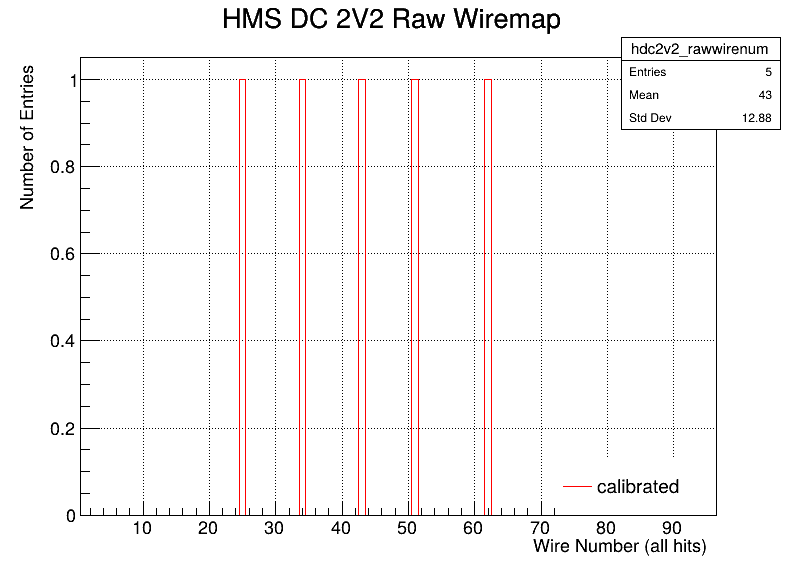 HMS DC 2V2 Raw Wiremap
hdc2v2_rawwirenum
Entries 5
Mean 43
Std Dev 12.88
Number of Entries
1
0.8
0.6
0.4
0.2
0
calibrated
10 20 30 40 50 60 70 80 90
Wire Number (all hits)